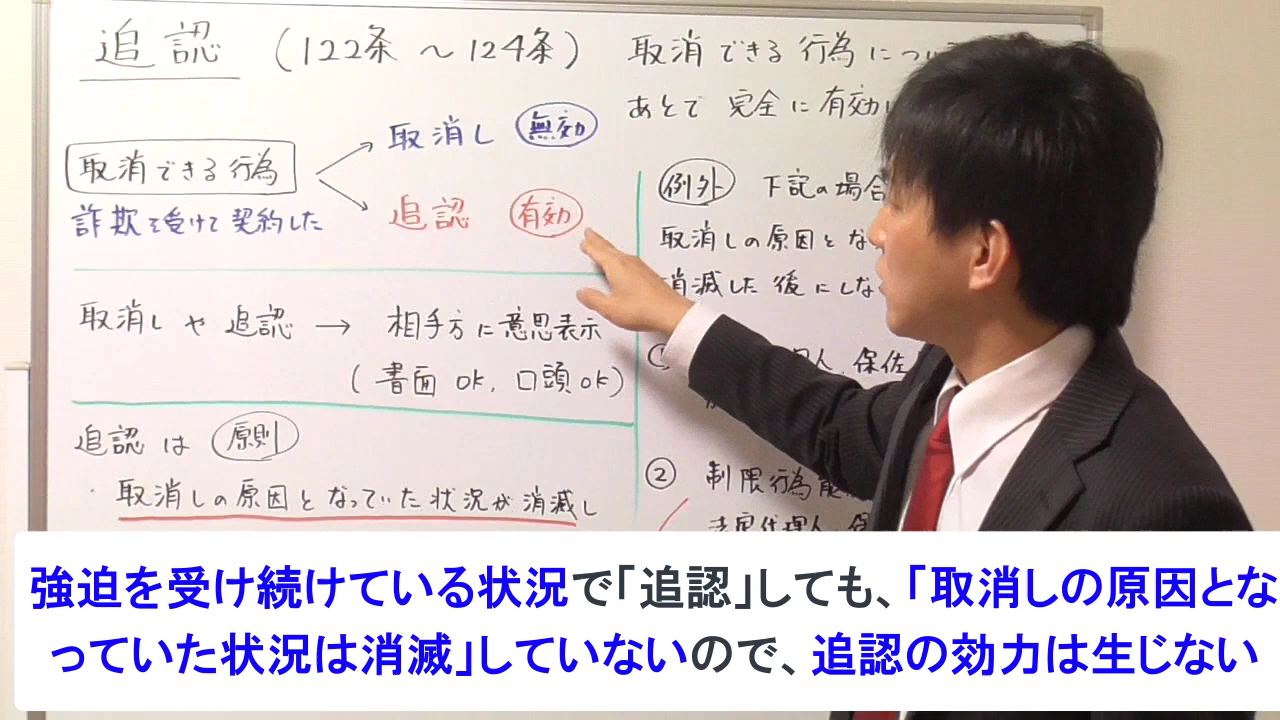 追認 (122条 〜 124条)
取消できる行為につい
あとで 完全に有効
取消できる行為
取消し 無効
詐欺を受けて契約した
追認 有効
取消しや追認 → 相手方に意思表示
(書面OK, 口頭OK)
追認は 原則
・取消しの原因となっていた状況が消滅し
例外 下記の場合
取消しの原因とな
消滅した後にしな
①
人、保佐
② 制限行為能
法定代理人、保
強迫を受け続けている状況で「追認」しても、「取消しの原因とな
っていた状況は消滅」していないので、追認の効力は生じない